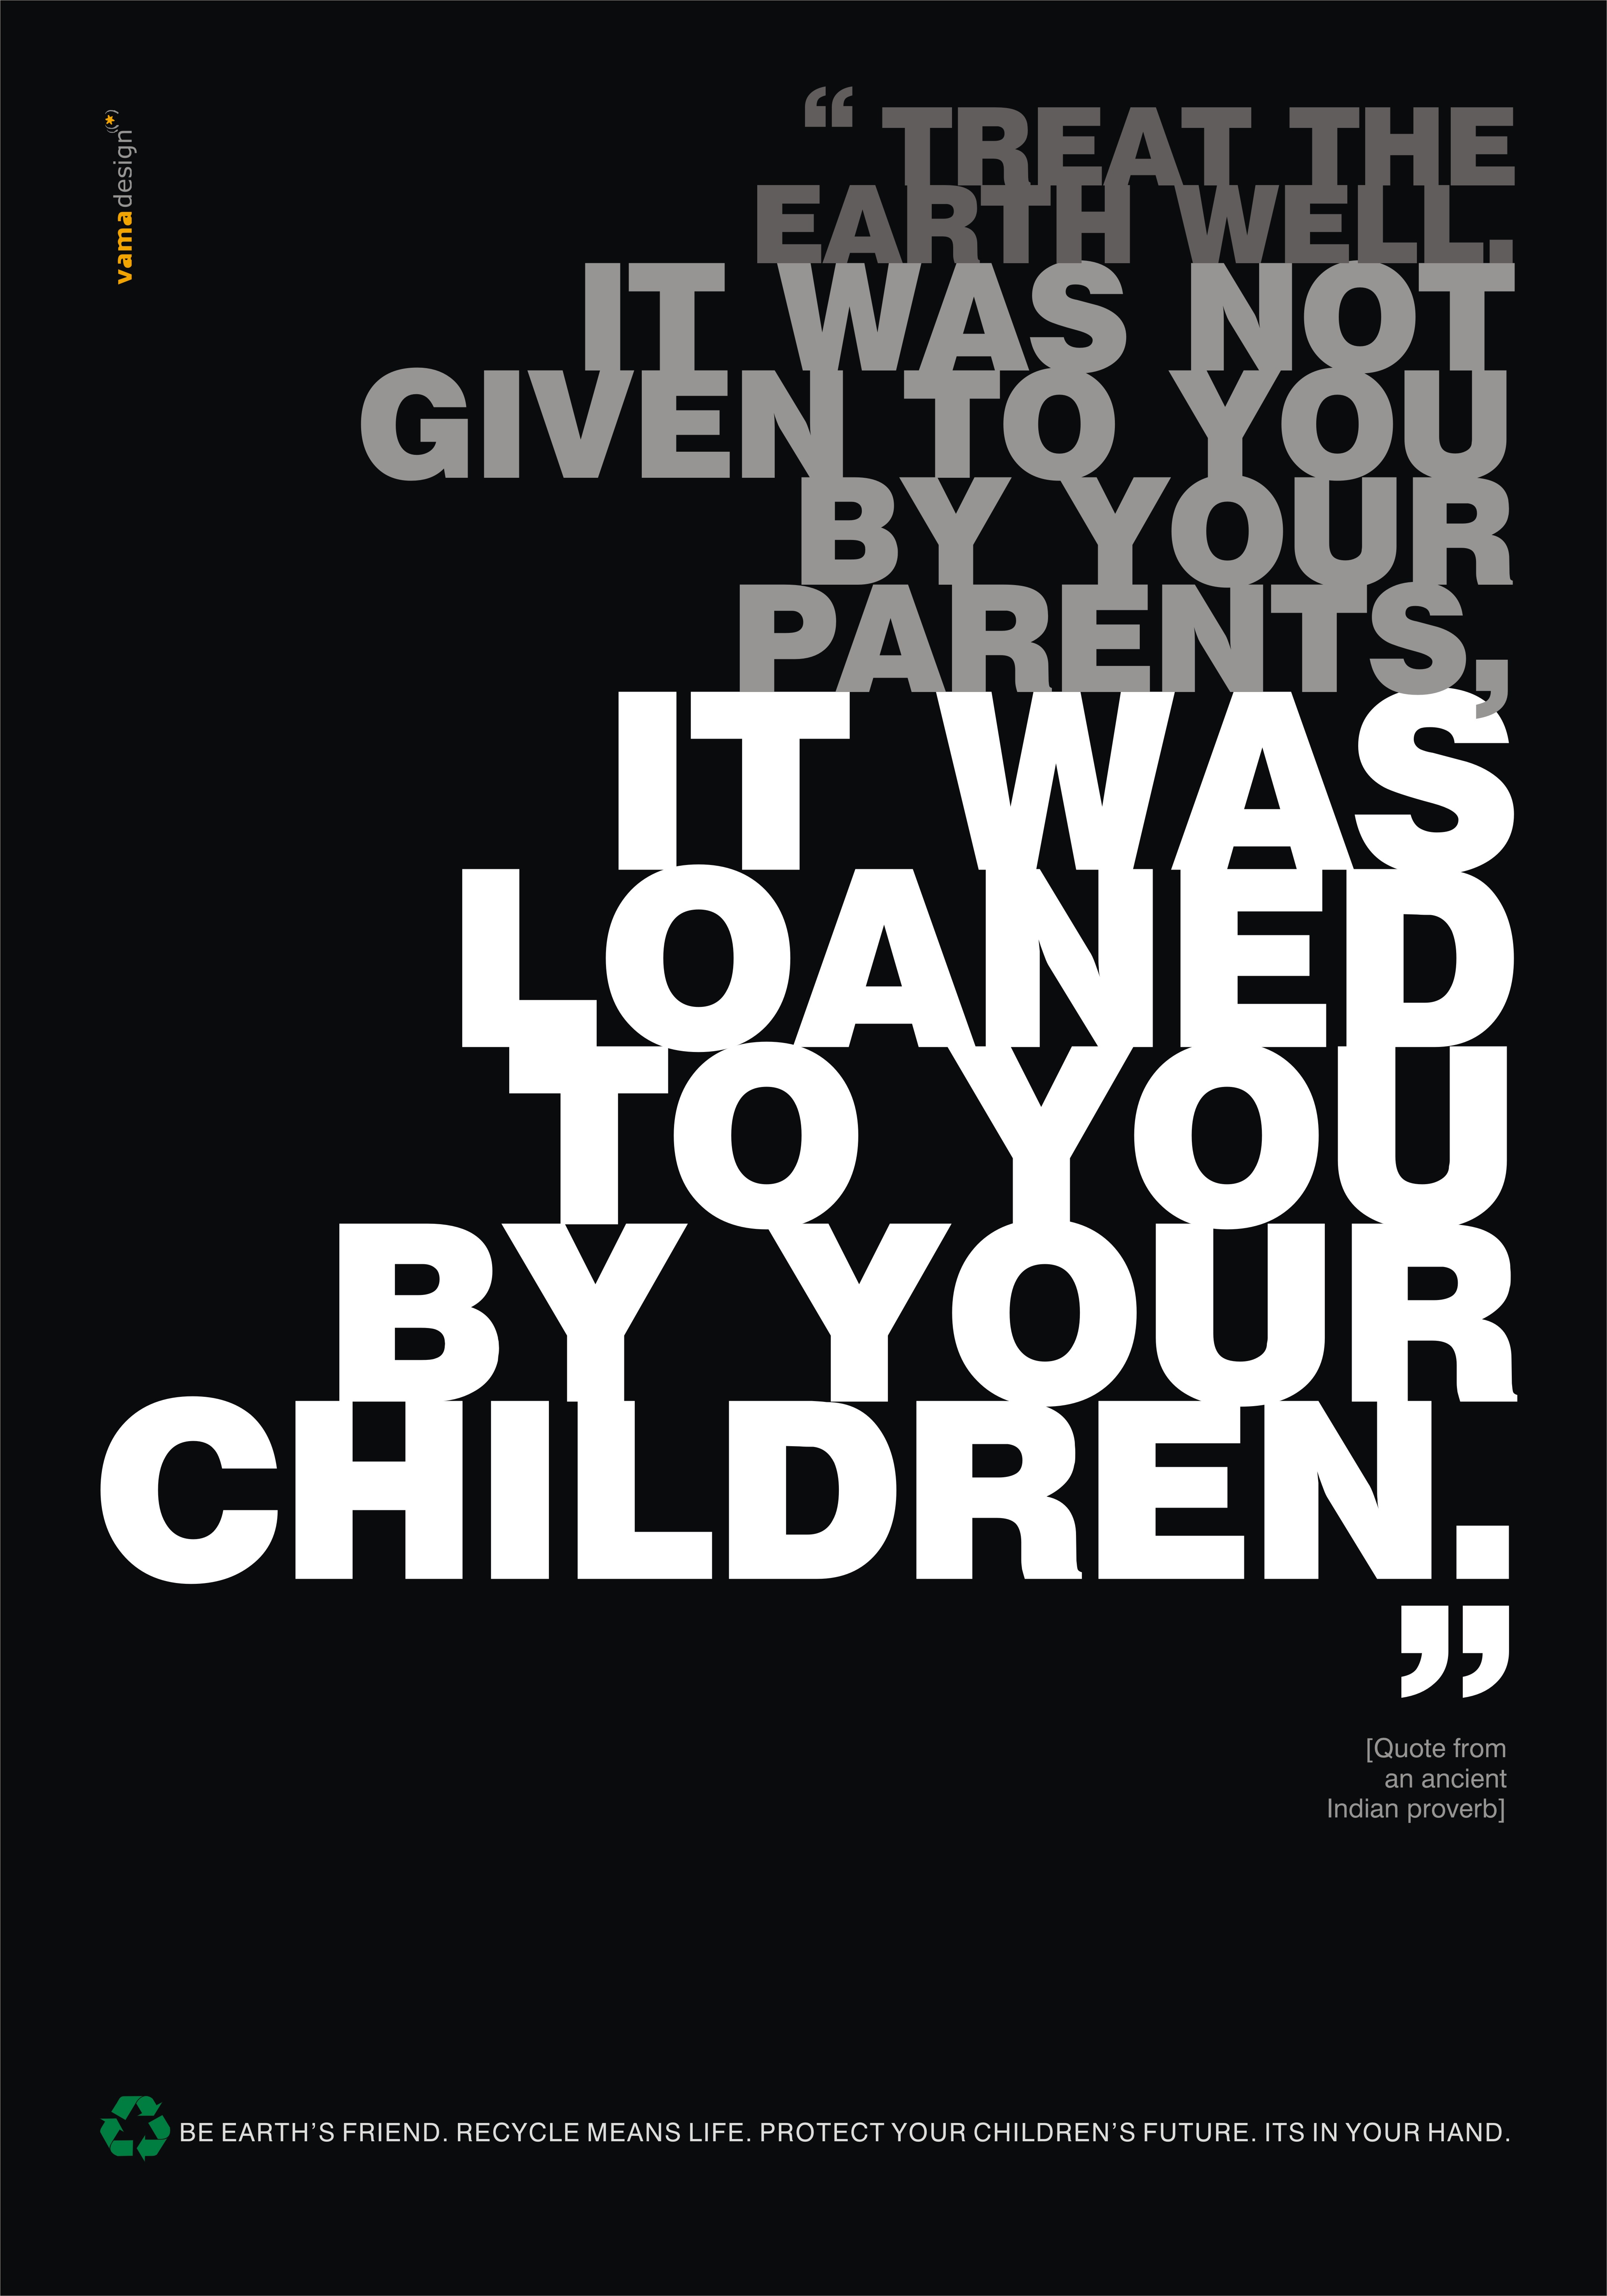 vamadesign(*)
“ TREAT THE
EARTH WELL.
IT WAS NOT
GIVEN TO YOU
BY YOUR
PARENTS,
IT WAS
LOANED
TO YOU
BY YOUR
CHILDREN.
”
[Quote from
an ancient
Indian proverb]
BE EARTH’S FRIEND. RECYCLE MEANS LIFE. PROTECT YOUR CHILDREN’S FUTURE. ITS IN YOUR HAND.